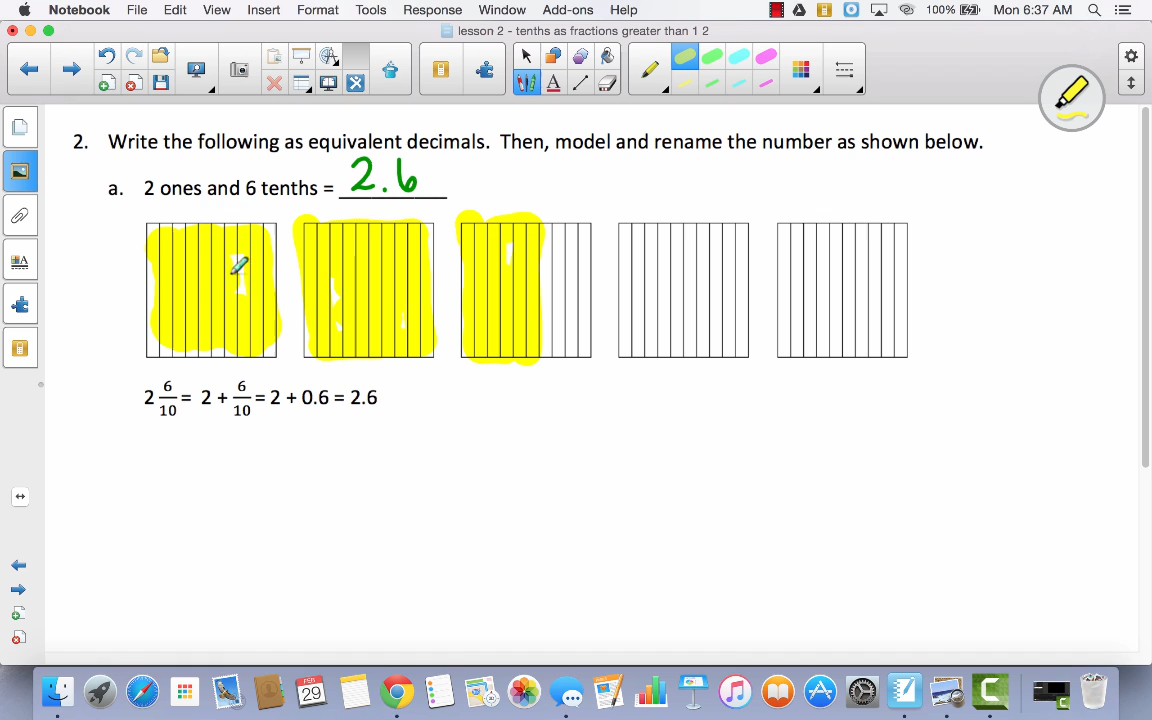 Notebook File Edit View Insert Format Tools Response Window Add-ons Help 100% Mon 6:37 AM
lesson 2 - tenths as fractions greater than 1 2
2. Write the following as equivalent decimals. Then, model and rename the number as shown below.
a. 2 ones and 6 tenths = 2.6
2 6/10 = 2 + 6/10 = 2 + 0.6 = 2.6
FEB
29